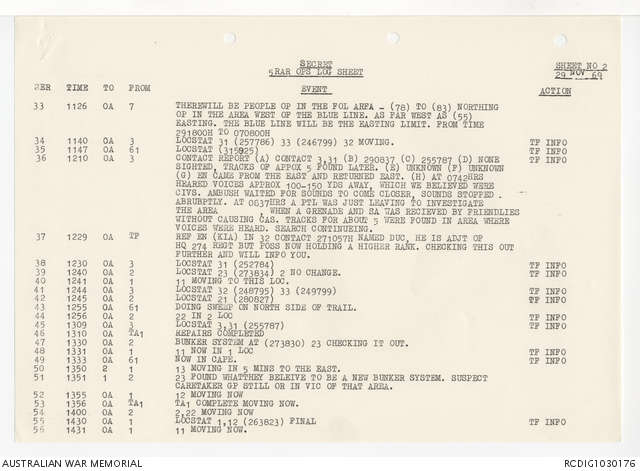 SECRET
5RAR OPS LOG SHEET
SHEET NO 2
29 NOV 69
SER TIME TO FROM EVENT ACTION
33 1126 OA 7 THEREWILL BE PEOPLE OP IN THE FOL AREA - (78) TO (83) NORTHING
OP IN THE AREA WEST OF THE BLUE LINE. AS FAR WEST AS (55)
EASTING. THE BLUE LINE WILL BE THE EASTING LIMIT. FROM TIME
291800H TO 070800H
34 1140 OA 3 LOCSTAT 31 (257786) 33 (246799) 32 MOVING. TF INFO
35 1147 OA 61 LOCSTAT (315925) TF INFO
36 1210 OA 3 CONTACT REPORT (A) CONTACT 3,31 (B) 290837 (C) 255787 (D) NONE TF INFO
SIGHTED, TRACKS OF APPOX 5 FOUND LATER. (E) UNKNOWN (F) UNKNOWN
(G) EN CAME FROM THE EAST AND RETURNED EAST. (H) AT 0742HRS
HEARED VOICES APPROX 100-150 YDS AWAY, WHICH WE BELIEVED WERE
CIVS. AMBUSH WAITED FOR SOUNDS TO COME CLOSER, SOUNDS STOPPED .
ABRURPTLY. AT 0837HRS A PTL WAS JUST LEAVING TO INVESTIGATE
THE AREA WHEN A GRENADE AND SA WAS RECIEVED BY FRIENDLIES
WITHOUT CAUSING CAS. TRACKS FOR ABOUT 5 WERE FOUND IN AREA WHERE
VOICES WERE HEARD. SEARCH CONTINUEING.
37 1229 OA TF REF EN (KIA) IN 32 CONTACT 271057H NAMED DUC, HE IS ADJT OF
HQ 274 REGT BUT POSS NOW HOLDING A HIGHER RANK. CHECKING THIS OUT
FURTHER AND WILL INFO YOU.
38 1230 OA 3 LOCSTAT 31 (252784) TF INFO
39 1240 OA 2 LOCSTAT 23 (273834) 2 NO CHANGE. TF INFO
40 1241 OA 1 11 MOVING TO THIS LOC.
41 1244 OA 3 LOCSTAT 32 (248795) 33 (249799) TF INFO
42 1245 OA 2 LOCSTAT 21 (280827) TF INFO
43 1255 OA 61 DOING SWEEP ON NORTH SIDE OF TRAIL. TF INFO
44 1256 OA 2 22 IN 2 LOC TF INFO
45 1309 OA 3 LOCSTAT 3,31 (255787) TF INFO
46 1310 OA TA1 REPAIRS COMPLETED
47 1330 OA 2 BUNKER SYSTEM AT (273830) 23 CHECKING IT OUT. TF INFO
48 1331 OA 1 11 NOW IN 1 LOC TF INFO
49 1333 OA 61 NOW IN CAPE. TF INFO
50 1350 2 1 13 MOVING IN 5 MINS TO THE EAST.
51 1351 1 2 23 FOUND WHATTHEY BELEIVE TO BE A NEW BUNKER SYSTEM. SUSPECT
CARETAKER GP STILL OR IN VIC OF THAT AREA.
52 1355 OA 1 12 MOVING NOW
53 1356 OA TA1 TA1 COMPLETE MOVING NOW.
54 1400 OA 2 2,22 MOVING NOW
55 1430 OA 1 LOCSTAT 1,12 (263823) FINAL TF INFO
56 1431 OA 1 11 MOVING NOW.
AUSTRALIAN WAR MEMORIAL
RCDIG1030176